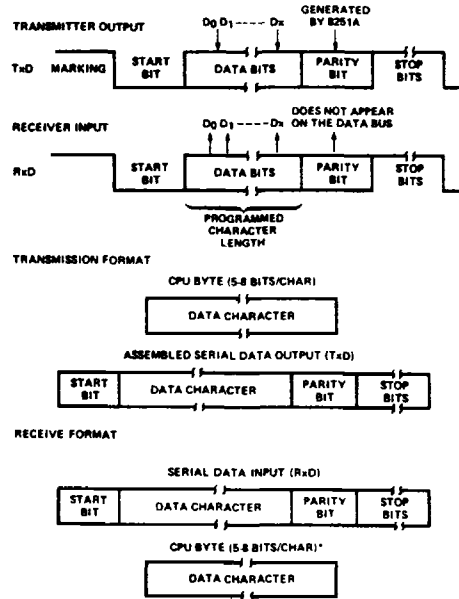 TRANSMITTER OUTPUT
D0 D1 ----- Dx
GENERATED
BY 8251A
TxD MARKING
START
BIT
DATA BITS
PARITY
BIT
STOP
BITS
RECEIVER INPUT
D0 D1 ----- Dx
DOES NOT APPEAR
ON THE DATA BUS
RxD
START
BIT
DATA BITS
PARITY
BIT
STOP
BITS
PROGRAMMED
CHARACTER
LENGTH
TRANSMISSION FORMAT
CPU BYTE (5-8 BITS/CHAR)
DATA CHARACTER
ASSEMBLED SERIAL DATA OUTPUT (TxD)
START
BIT
DATA CHARACTER
PARITY
BIT
STOP
BITS
RECEIVE FORMAT
SERIAL DATA INPUT (RxD)
START
BIT
DATA CHARACTER
PARITY
BIT
STOP
BITS
CPU BYTE (5-8 BITS/CHAR)*
DATA CHARACTER